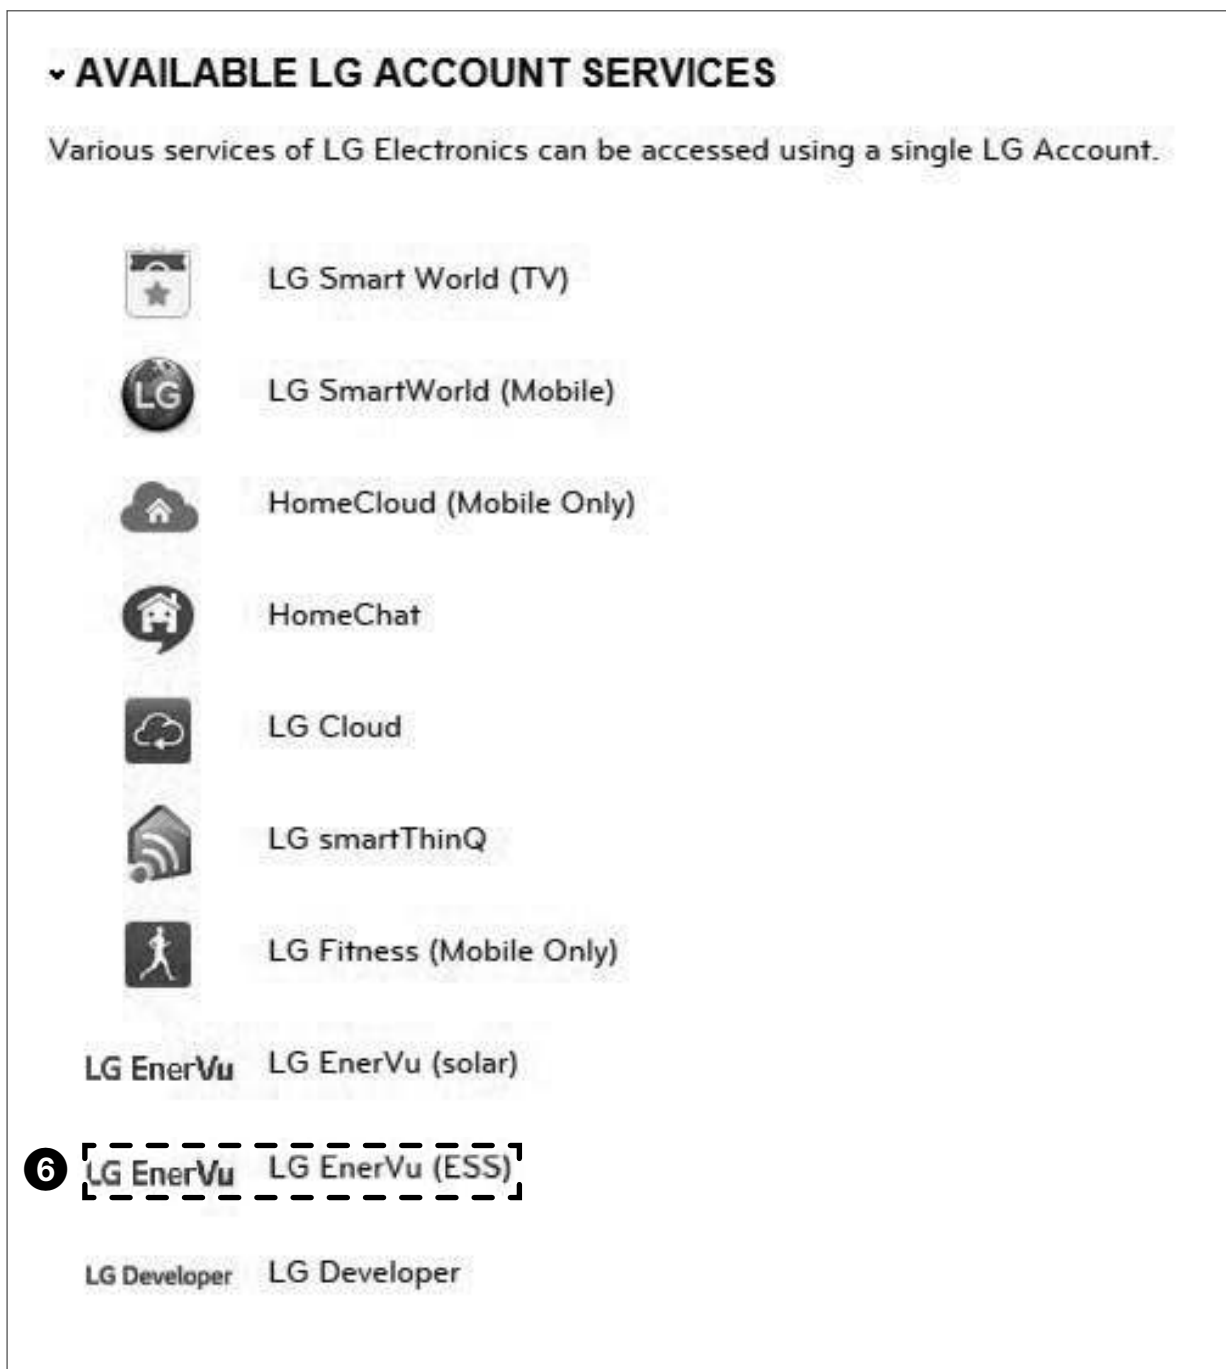 AVAILABLE LG ACCOUNT SERVICES
Various services of LG Electronics can be accessed using a single LG Account.
LG Smart World (TV)
LG LG SmartWorld (Mobile)
HomeCloud (Mobile Only)
HomeChat
LG Cloud
LG smartThinQ
LG Fitness (Mobile Only)
LG EnerVu LG EnerVu (solar)
6 LG EnerVu LG EnerVu (ESS)
LG Developer LG Developer